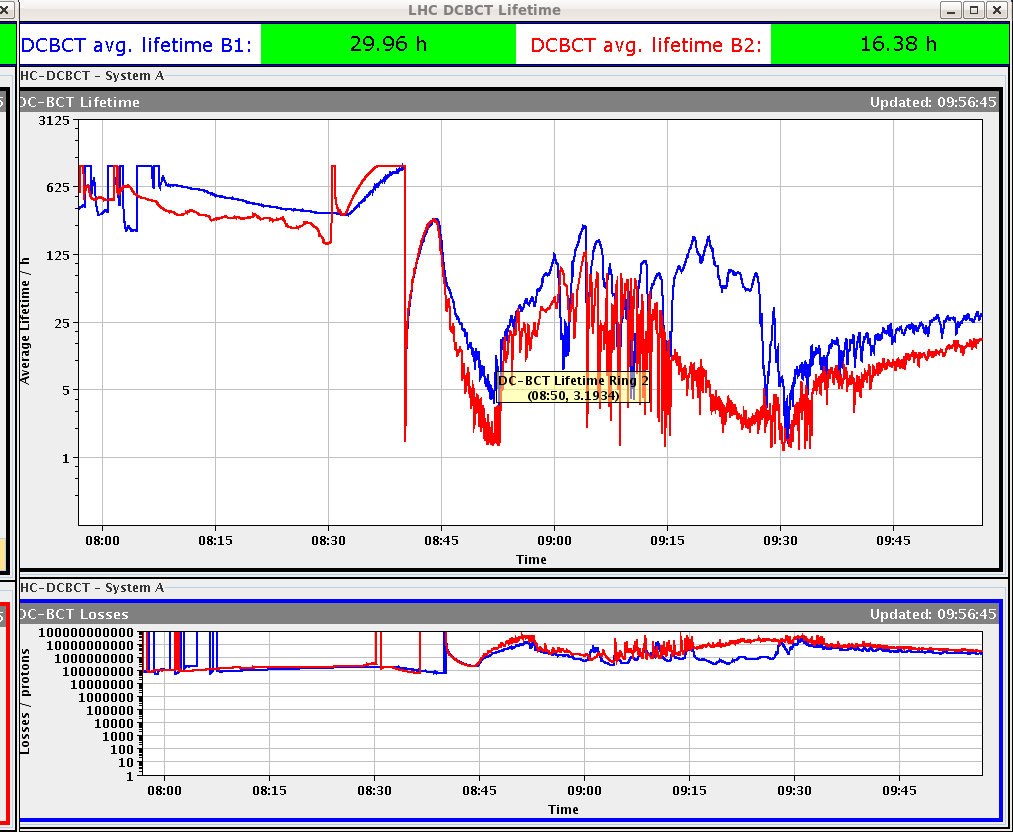 LHC DCBCT Lifetime
DCBCT avg. lifetime B1: 29.96 h DCBCT avg. lifetime B2: 16.38 h
HC-DCBCT - System A
DC-BCT Lifetime Updated: 09:56:45
3125
625
125
25
5
1
Average Lifetime / h
DC-BCT Lifetime Ring 2
(08:50, 3.1934)
08:00 08:15 08:30 08:45 09:00 09:15 09:30 09:45
Time
HC-DCBCT - System A
DC-BCT Losses Updated: 09:56:45
100000000000
10000000000
1000000000
100000000
10000000
1000000
100000
10000
1000
100
10
1
Losses / protons
08:00 08:15 08:30 08:45 09:00 09:15 09:30 09:45
Time